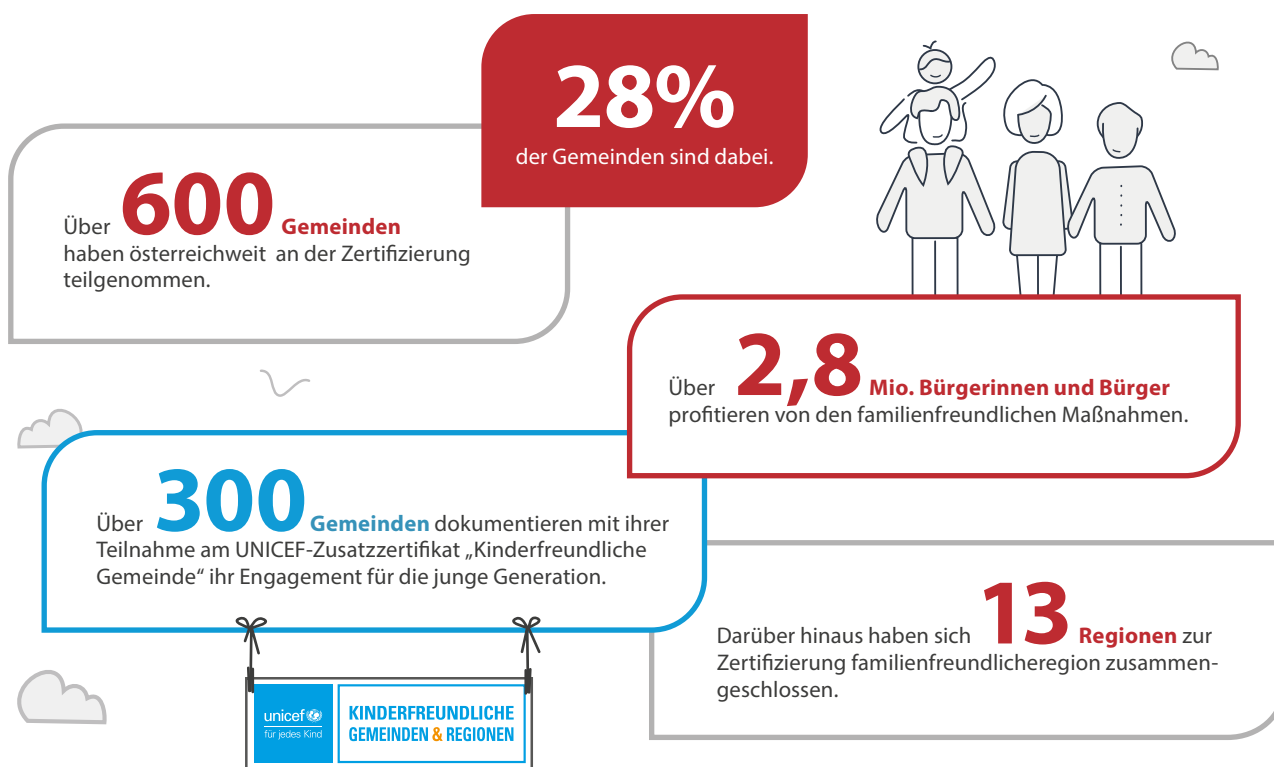 28%
der Gemeinden sind dabei.
Über 600 Gemeinden
haben österreichweit an der Zertifizierung
teilgenommen.
Über 2,8 Mio. Bürgerinnen und Bürger
profitieren von den familienfreundlichen Maßnahmen.
Über 300 Gemeinden dokumentieren mit ihrer
Teilnahme am UNICEF-Zusatzzertifikat „Kinderfreundliche
Gemeinde“ ihr Engagement für die junge Generation.
Darüber hinaus haben sich 13 Regionen zur
Zertifizierung familienfreundlicheregion zusammen-
geschlossen.
unicef
für jedes Kind
KINDERFREUNDLICHE
GEMEINDEN & REGIONEN